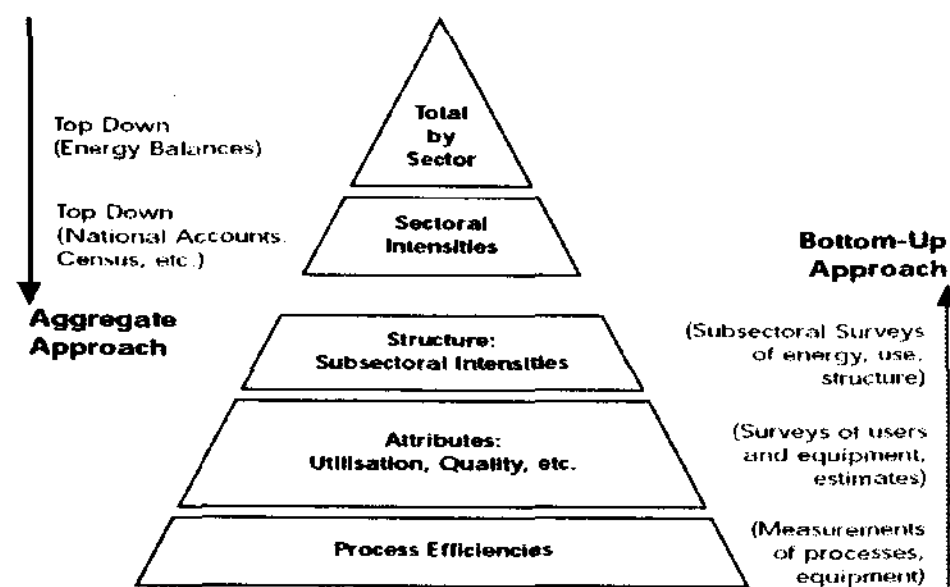 Top Down
(Energy Balances)
Top Down
(National Accounts.
Census, etc.)
Aggregate
Approach
Total
by
Sector
Sectoral
Intensities
Structure:
Subsectoral Intensities
Attributes:
Utilisation, Quality, etc.
Process Efficiencies
Bottom-Up
Approach
(Subsectoral Surveys
of energy, use,
structure)
(Surveys of users
and equipment,
estimates)
(Measurements
of processes,
equipment)